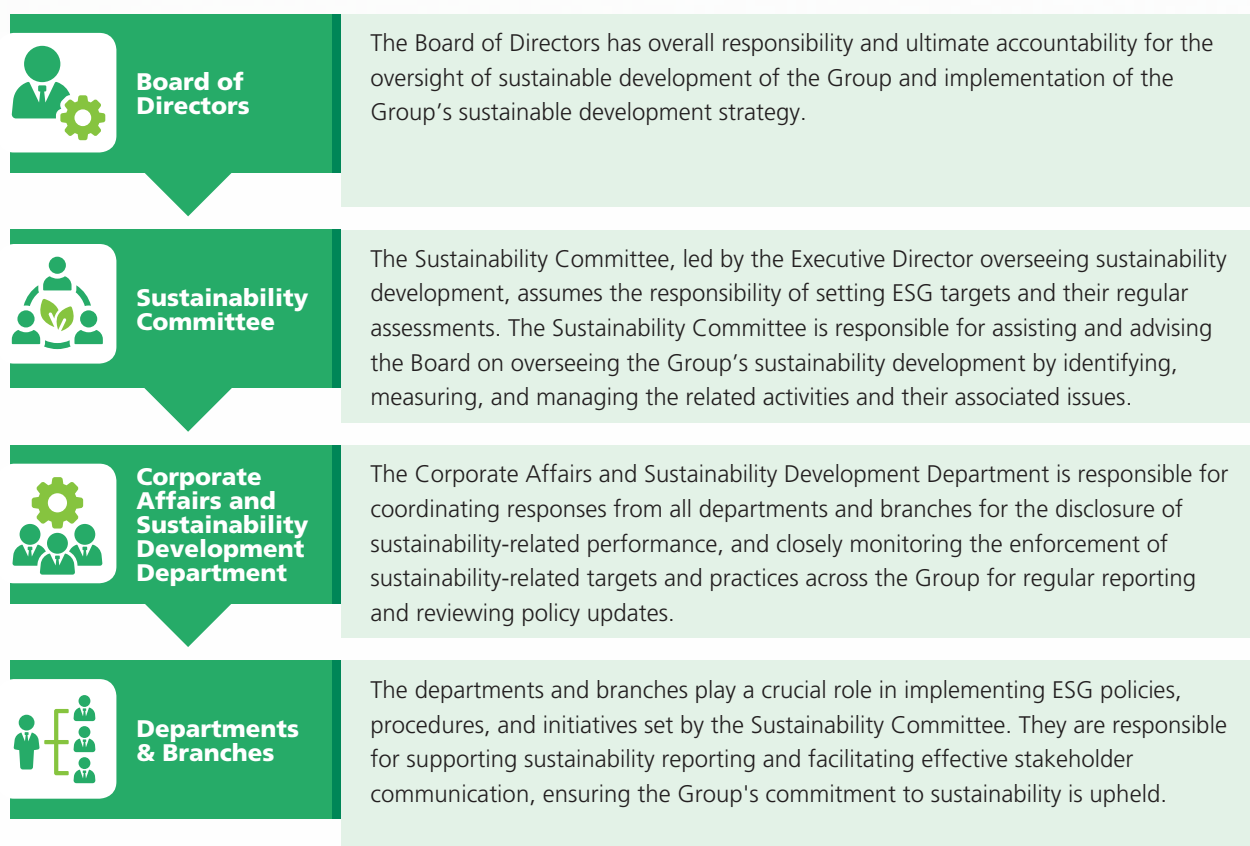 Board of
Directors
The Board of Directors has overall responsibility and ultimate accountability for the
oversight of sustainable development of the Group and implementation of the
Group’s sustainable development strategy.
Sustainability
Committee
The Sustainability Committee, led by the Executive Director overseeing sustainability
development, assumes the responsibility of setting ESG targets and their regular
assessments. The Sustainability Committee is responsible for assisting and advising
the Board on overseeing the Group’s sustainability development by identifying,
measuring, and managing the related activities and their associated issues.
Corporate
Affairs and
Sustainability
Development
Department
The Corporate Affairs and Sustainability Development Department is responsible for
coordinating responses from all departments and branches for the disclosure of
sustainability-related performance, and closely monitoring the enforcement of
sustainability-related targets and practices across the Group for regular reporting
and reviewing policy updates.
Departments
& Branches
The departments and branches play a crucial role in implementing ESG policies,
procedures, and initiatives set by the Sustainability Committee. They are responsible
for supporting sustainability reporting and facilitating effective stakeholder
communication, ensuring the Group's commitment to sustainability is upheld.